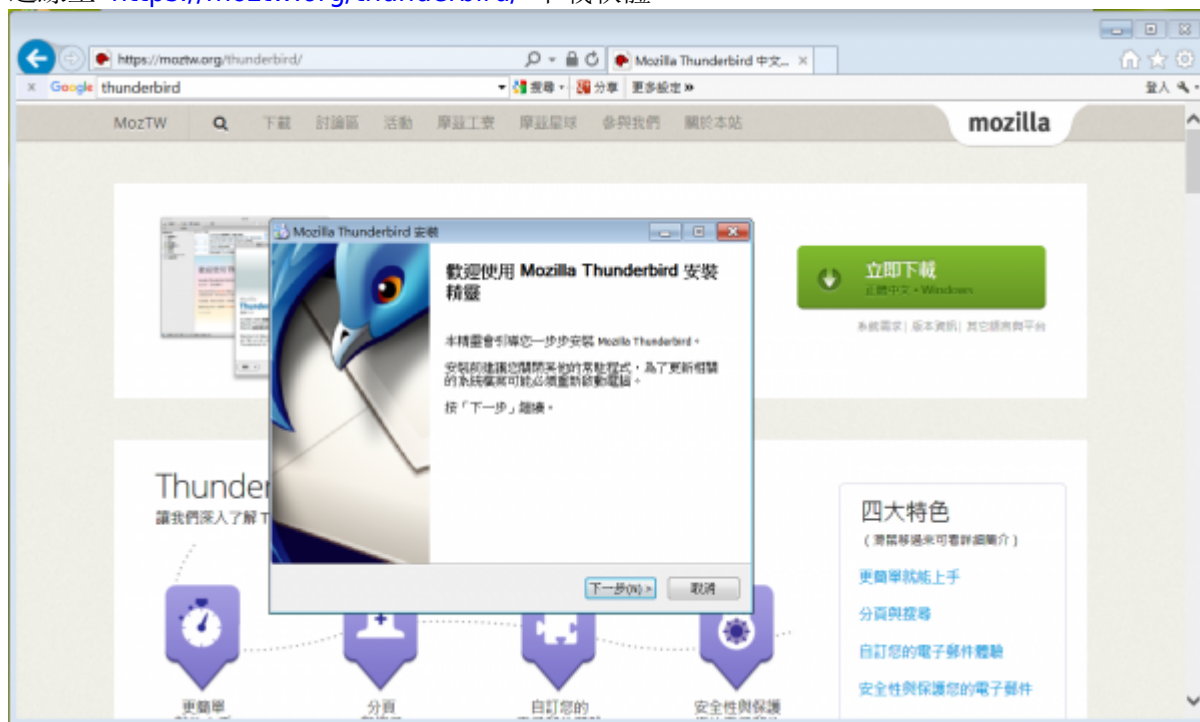 https://moztw.org/thunderbird/
https://moztw.org/thunderbird/
Mozilla Thunderbird 中文...
Google thunderbird
搜尋
分享
更多設定 »
登入
MozTW
下載
討論區
活動
摩茲工寮
摩茲星球
參與我們
關於本站
mozilla
Mozilla Thunderbird 安裝
歡迎使用 Mozilla Thunderbird 安裝
精靈
本精靈會引導您一步步安裝 Mozilla Thunderbird。
安裝前建議您關閉其他的常駐程式，為了更新相關
的系統檔案可能必須重新啟動電腦。
按「下一步」繼續。
下一步(N) >
取消
立即下載
正體中文 • Windows
系統需求 | 版本資訊 | 其它語言與平台
Thunder
讓我們深入了解 T
更簡單
分頁
自訂您的
安全性與保護
四大特色
( 滑鼠移過來可看詳細簡介 )
更簡單就能上手
分頁與搜尋
自訂您的電子郵件體驗
安全性與保護您的電子郵件